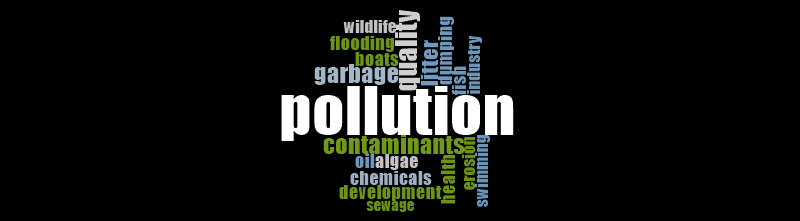 wildlife
flooding
boats
garbage
quality
litter
dumping
fish
industry
pollution
contaminants
oil
algae
chemicals
development
sewage
health
erosion
swimming